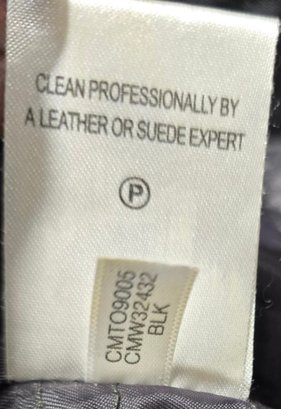 CLEAN PROFESSIONALLY BY
A LEATHER OR SUEDE EXPERT
P
CMTO9005
CMW32432
BLK